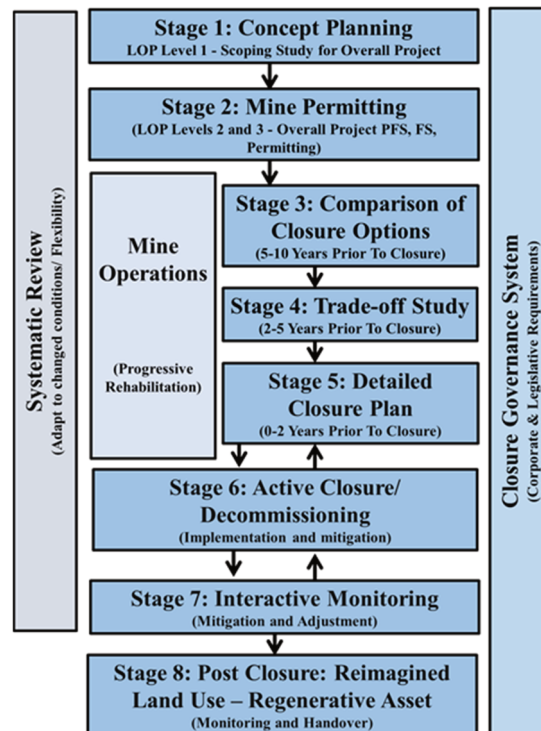 Stage 1: Concept Planning
LOP Level 1 - Scoping Study for Overall Project
Stage 2: Mine Permitting
(LOP Levels 2 and 3 - Overall Project PFS, FS,
Permitting)
Systematic Review
(Adapt to changed conditions/ Flexibility)
Mine
Operations
(Progressive
Rehabilitation)
Stage 3: Comparison of
Closure Options
(5-10 Years Prior To Closure)
Stage 4: Trade-off Study
(2-5 Years Prior To Closure)
Stage 5: Detailed
Closure Plan
(0-2 Years Prior To Closure)
Stage 6: Active Closure/
Decommissioning
(Implementation and mitigation)
Stage 7: Interactive Monitoring
(Mitigation and Adjustment)
Stage 8: Post Closure: Reimagined
Land Use – Regenerative Asset
(Monitoring and Handover)
Closure Governance System
(Corporate & Legislative Requirements)